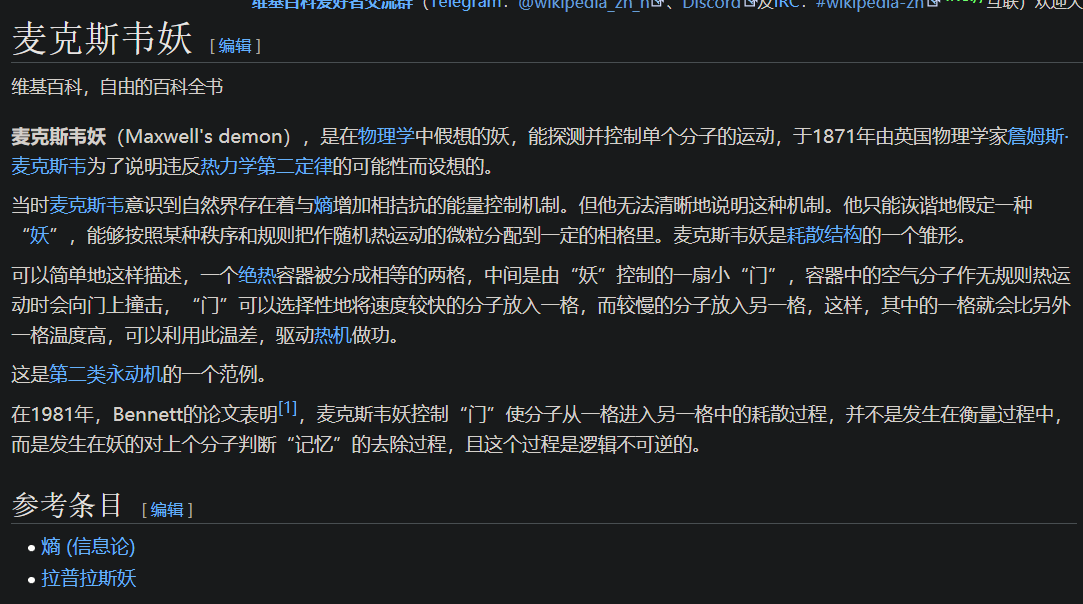 维基百科爱好者交流群（Telegram：@wikipedia_zh_n、Discord及IRC：#wikipedia-zh 互联）欢迎大
麦克斯韦妖 [编辑]
维基百科，自由的百科全书
麦克斯韦妖（Maxwell's demon），是在物理学中假想的妖，能探测并控制单个分子的运动，于1871年由英国物理学家詹姆斯·
麦克斯韦为了说明违反热力学第二定律的可能性而设想的。
当时麦克斯韦意识到自然界存在着与熵增加相拮抗的能量控制机制。但他无法清晰地说明这种机制。他只能诙谐地假定一种
“妖”，能够按照某种秩序和规则把作随机热运动的微粒分配到一定的相格里。麦克斯韦妖是耗散结构的一个雏形。
可以简单地这样描述，一个绝热容器被分成相等的两格，中间是由“妖”控制的一扇小“门”，容器中的空气分子作无规则热运
动时会向门上撞击，“门”可以选择性地将速度较快的分子放入一格，而较慢的分子放入另一格，这样，其中的一格就会比另外
一格温度高，可以利用此温差，驱动热机做功。
这是第二类永动机的一个范例。
在1981年，Bennett的论文表明[1]，麦克斯韦妖控制“门”使分子从一格进入另一格中的耗散过程，并不是发生在衡量过程中，
而是发生在妖的对上个分子判断“记忆”的去除过程，且这个过程是逻辑不可逆的。
参考条目 [编辑]
熵 (信息论)
拉普拉斯妖